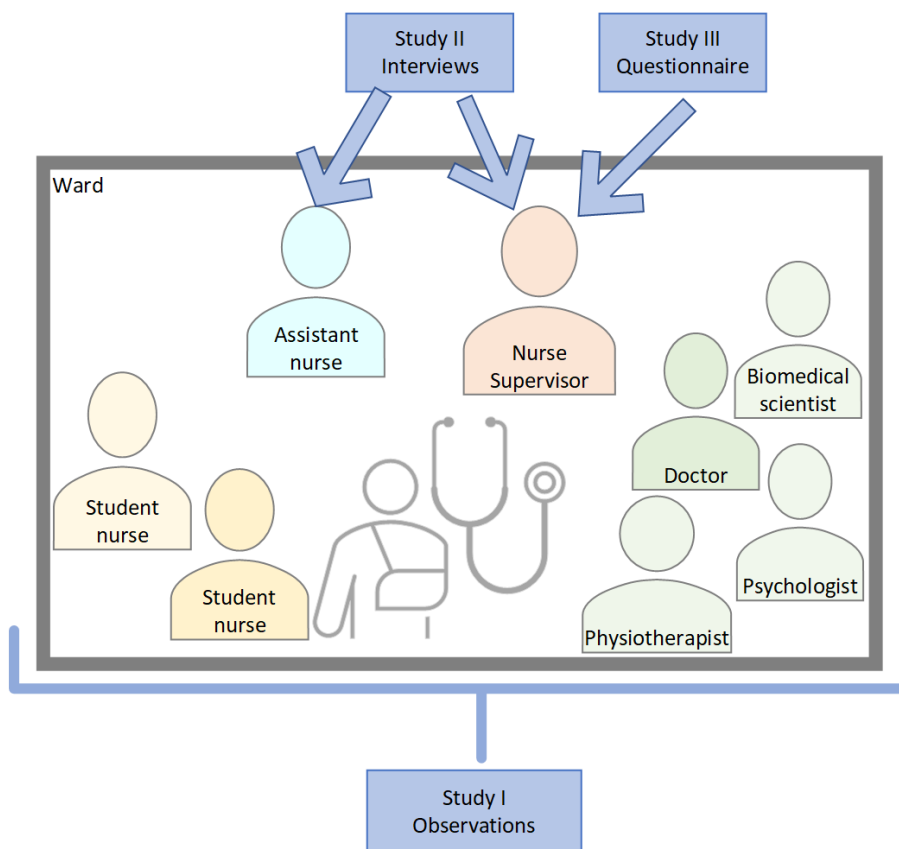 Study II
Interviews
Study III
Questionnaire
Ward
Assistant
nurse
Nurse
Supervisor
Biomedical
scientist
Doctor
Student
nurse
Psychologist
Student
nurse
Physiotherapist
Study I
Observations